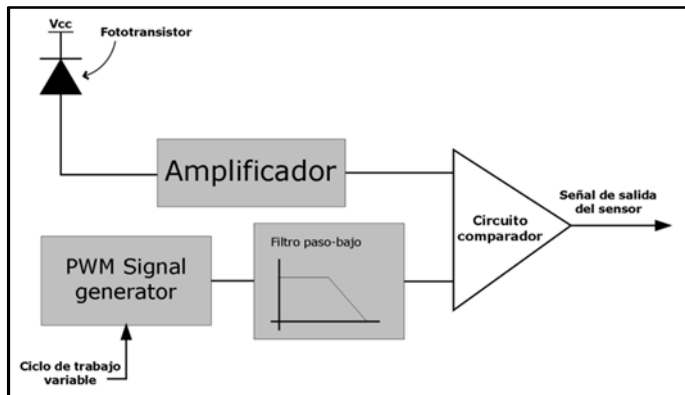 Vcc
Fototransistor
Amplificador
Circuito
comparador
Señal de salida
del sensor
Filtro paso-bajo
PWM Signal
generator
Ciclo de trabajo
variable